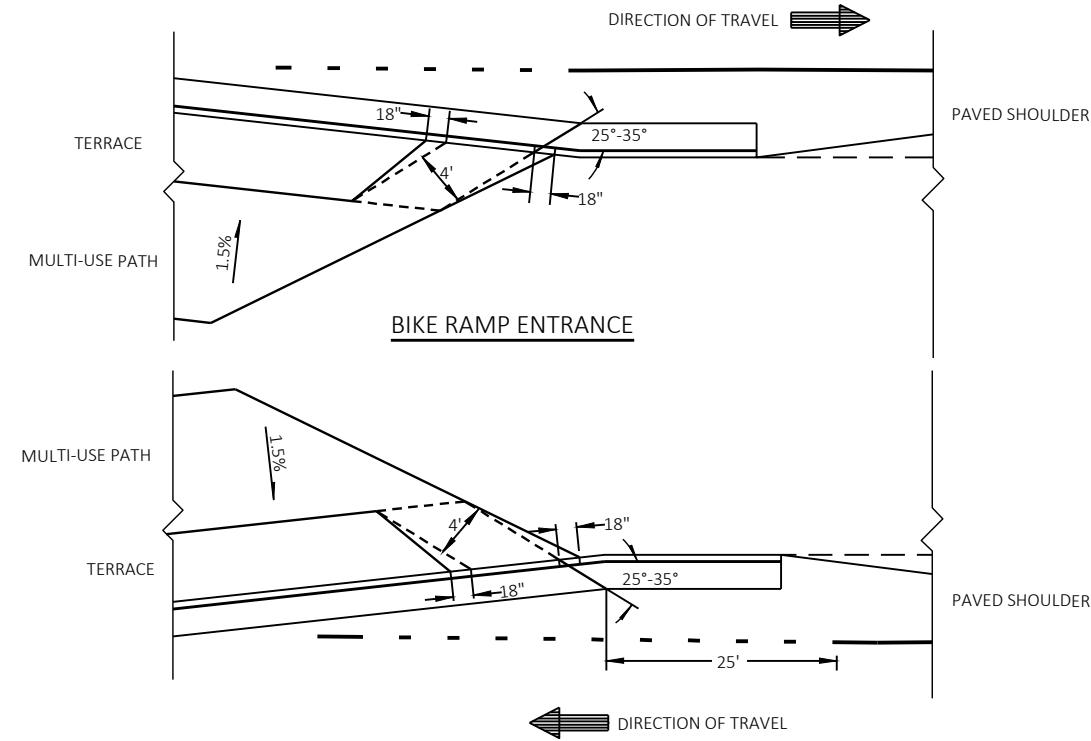 DIRECTION OF TRAVEL
PAVED SHOULDER
18"
25°-35°
TERRACE
4'
18"
1.5%
MULTI-USE PATH
BIKE RAMP ENTRANCE
MULTI-USE PATH
1.5%
4'
18"
TERRACE
25°-35°
18"
PAVED SHOULDER
25'
DIRECTION OF TRAVEL